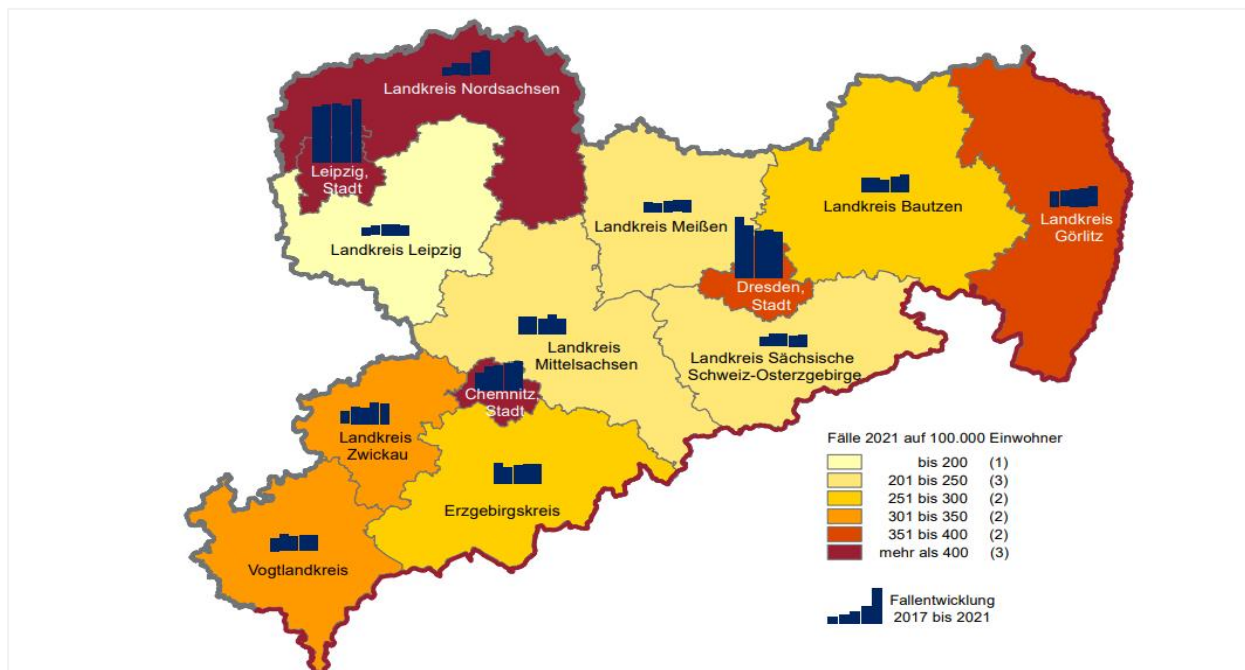 Landkreis Nordsachsen
Leipzig,
Stadt
Landkreis Leipzig
Landkreis Meißen
Landkreis Bautzen
Landkreis
Görlitz
Dresden,
Stadt
Landkreis
Mittelsachsen
Landkreis Sächsische
Schweiz-Osterzgebirge
Chemnitz,
Stadt
Landkreis
Zwickau
Erzgebirgskreis
Vogtlandkreis
Fälle 2021 auf 100.000 Einwohner
bis 200 (1)
201 bis 250 (3)
251 bis 300 (2)
301 bis 350 (2)
351 bis 400 (2)
mehr als 400 (3)
Fallentwicklung
2017 bis 2021